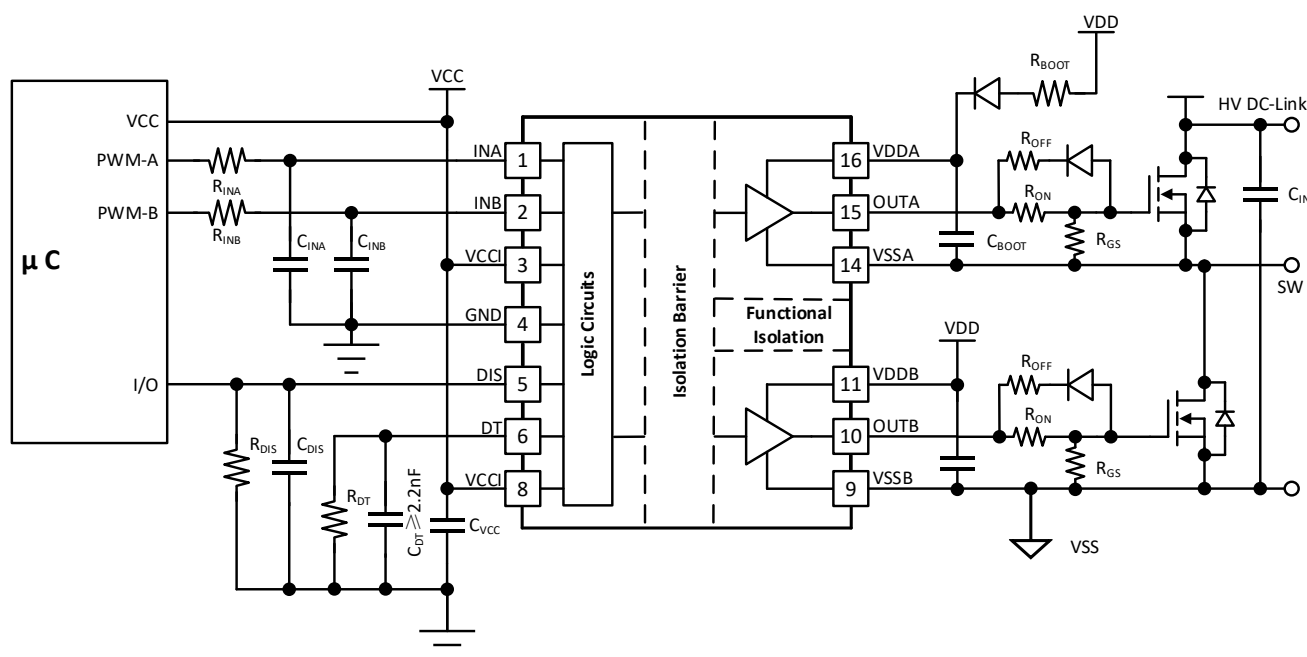 VDD
R_BOOT
VCC
HV DC-Link
VCC
PWM-A
R_INA
INA
1
16
VDDA
R_OFF
PWM-B
R_INB
INB
2
15
OUTA
R_ON
C_IN
µ C
C_INA
C_INB
VCCI
3
14
VSSA
C_BOOT
R_GS
SW
GND
4
Logic Circuits
Isolation Barrier
Functional
Isolation
VDD
I/O
DIS
5
11
VDDB
R_OFF
R_DIS
C_DIS
DT
6
10
OUTB
R_ON
R_DT
C_DT≥2.2nF
VCCI
8
9
VSSB
R_GS
C_VCC
VSS